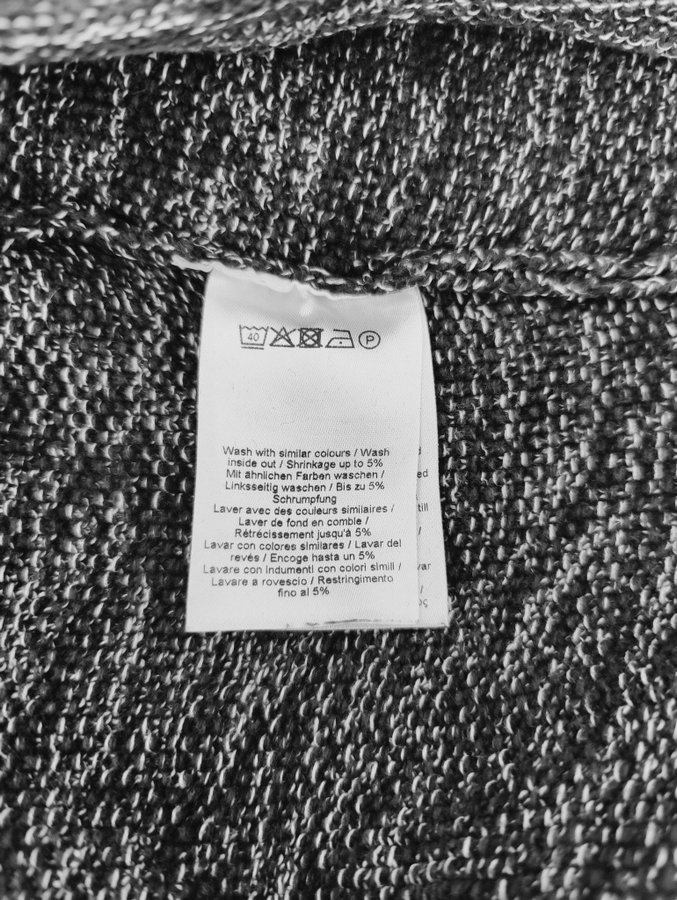 40 P
Wash with similar colours / Wash
inside out / Shrinkage up to 5%
Mit ähnlichen Farben waschen /
Linksseitig waschen / Bis zu 5%
Schrumpfung
Laver avec des couleurs similaires /
Laver de fond en comble /
Rétrécissement jusqu'à 5%
Lavar con colores similares / Lavar del
revés / Encoge hasta un 5%
Lavare con indumenti con colori simili /
Lavare a rovescio / Restringimento
fino al 5%